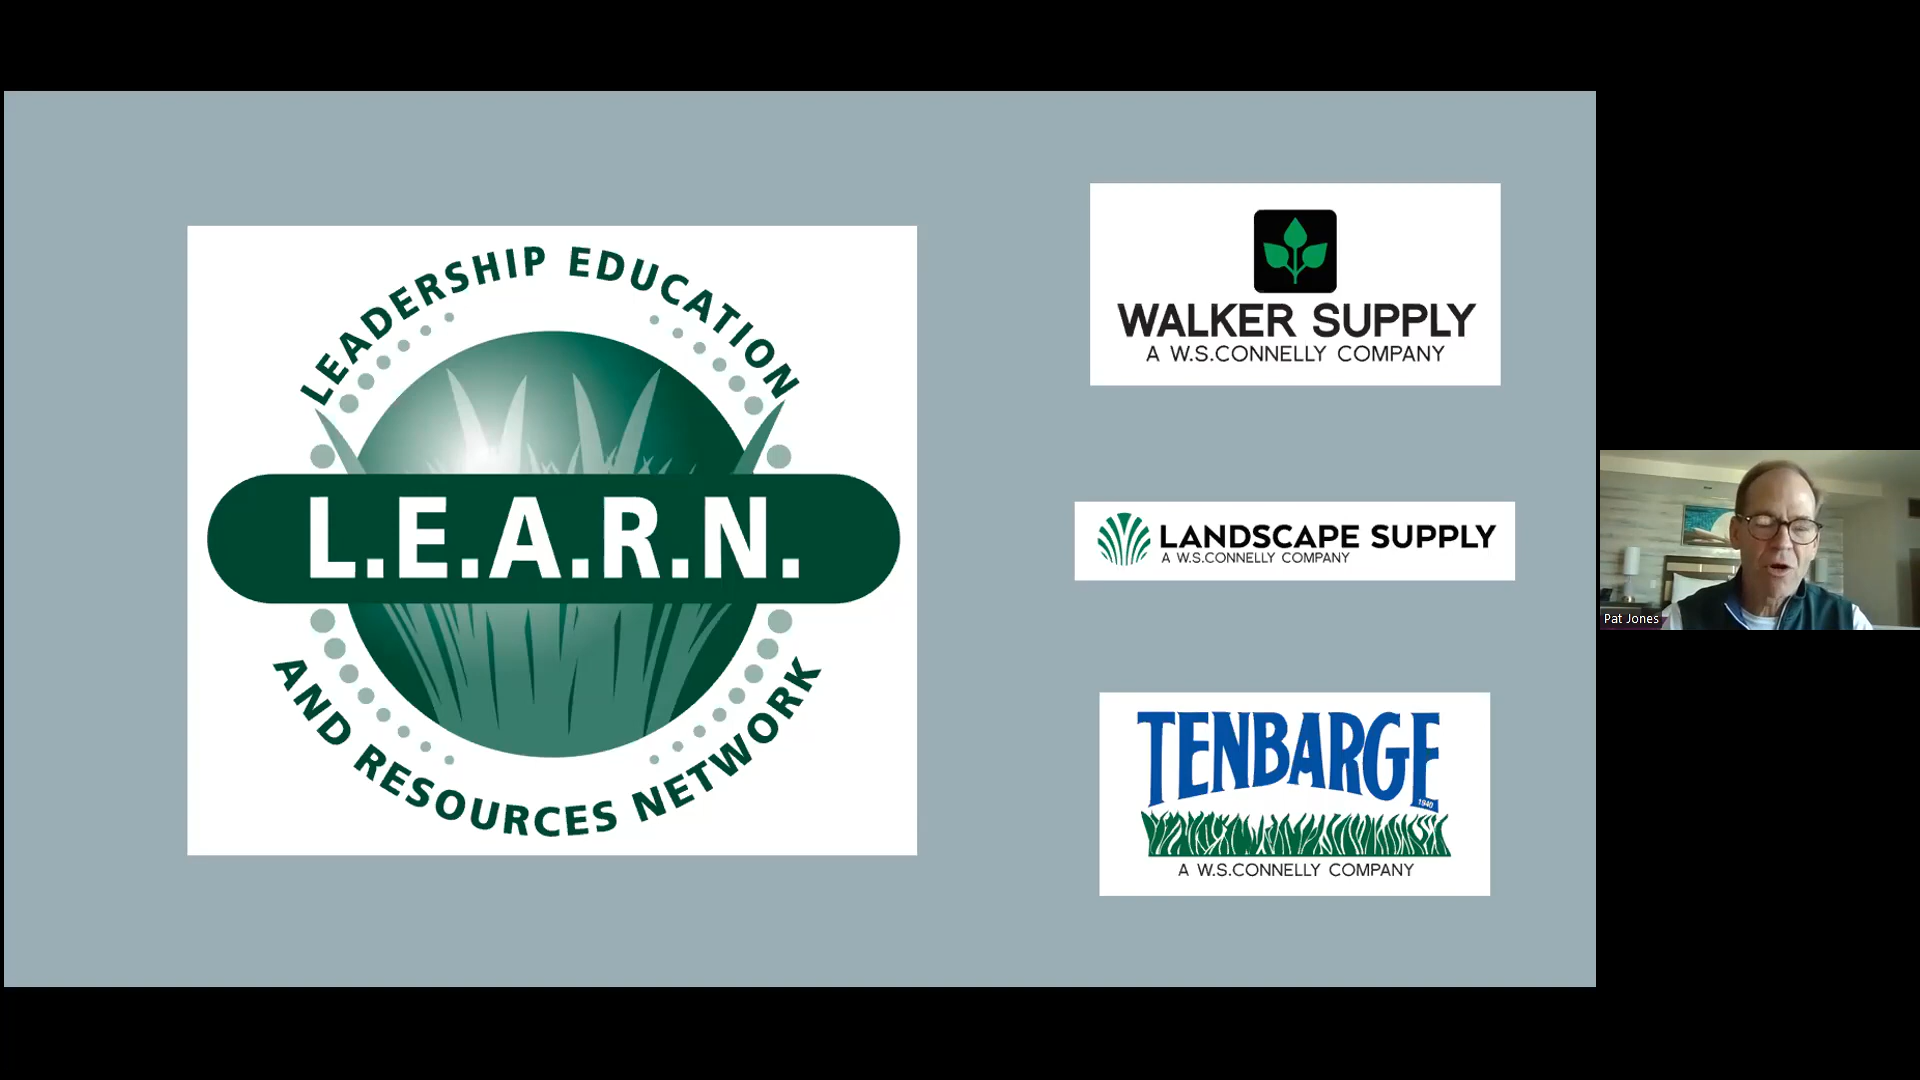 LEADERSHIP EDUCATION
L.E.A.R.N.
AND RESOURCES NETWORK
WALKER SUPPLY
A W.S.CONNELLY COMPANY
LANDSCAPE SUPPLY
A W.S.CONNELLY COMPANY
TENBARGE
1940
A W.S.CONNELLY COMPANY
Pat Jones